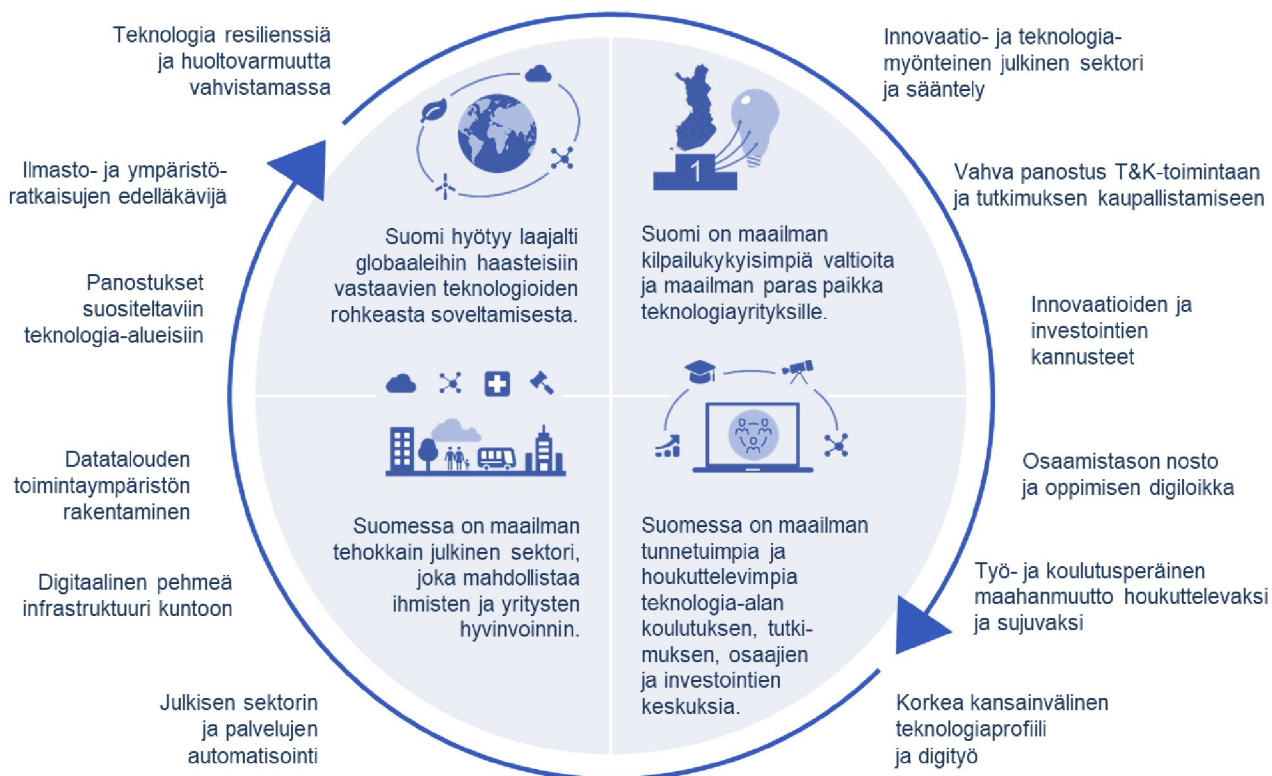 Teknologia resilienssiä
ja huoltovarmuutta
vahvistamassa
Ilmasto- ja ympäristö-
ratkaisujen edelläkävijä
Panostukset
suositeltaviin
teknologia-alueisiin
Datatalouden
toimintaympäristön
rakentaminen
Digitaalinen pehmeä
infrastruktuuri kuntoon
Julkisen sektorin
ja palvelujen
automatisointi
Suomi hyötyy laajalti
globaaleihin haasteisiin
vastaavien teknologioiden
rohkeasta soveltamisesta.
1
Suomi on maailman
kilpailukykyisimpiä valtioita
ja maailman paras paikka
teknologiayrityksille.
Suomessa on maailman
tehokkain julkinen sektori,
joka mahdollistaa
ihmisten ja yritysten
hyvinvoinnin.
Suomessa on maailman
tunnetuimpia ja
houkuttelevimpia
teknologia-alan
koulutuksen, tutki-
muksen, osaajien
ja investointien
keskuksia.
Innovaatio- ja teknologia-
myönteinen julkinen sektori
ja sääntely
Vahva panostus T&K-toimintaan
ja tutkimuksen kaupallistamiseen
Innovaatioiden ja
investointien
kannusteet
Osaamistason nosto
ja oppimisen digiloikka
Työ- ja koulutusperäinen
maahanmuutto houkuttelevaksi
ja sujuvaksi
Korkea kansainvälinen
teknologiaprofiili
ja digityö